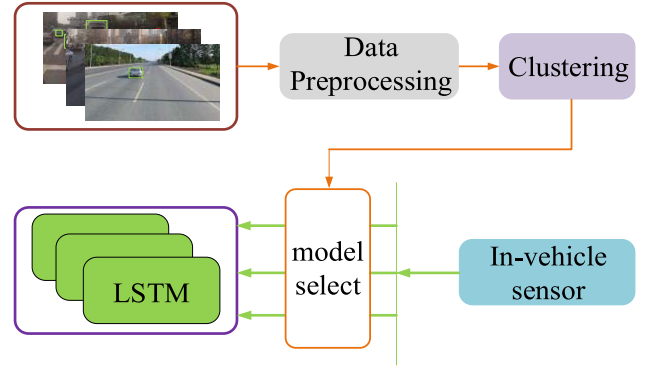 Data
Preprocessing
Clustering
model
select
In-vehicle
sensor
LSTM